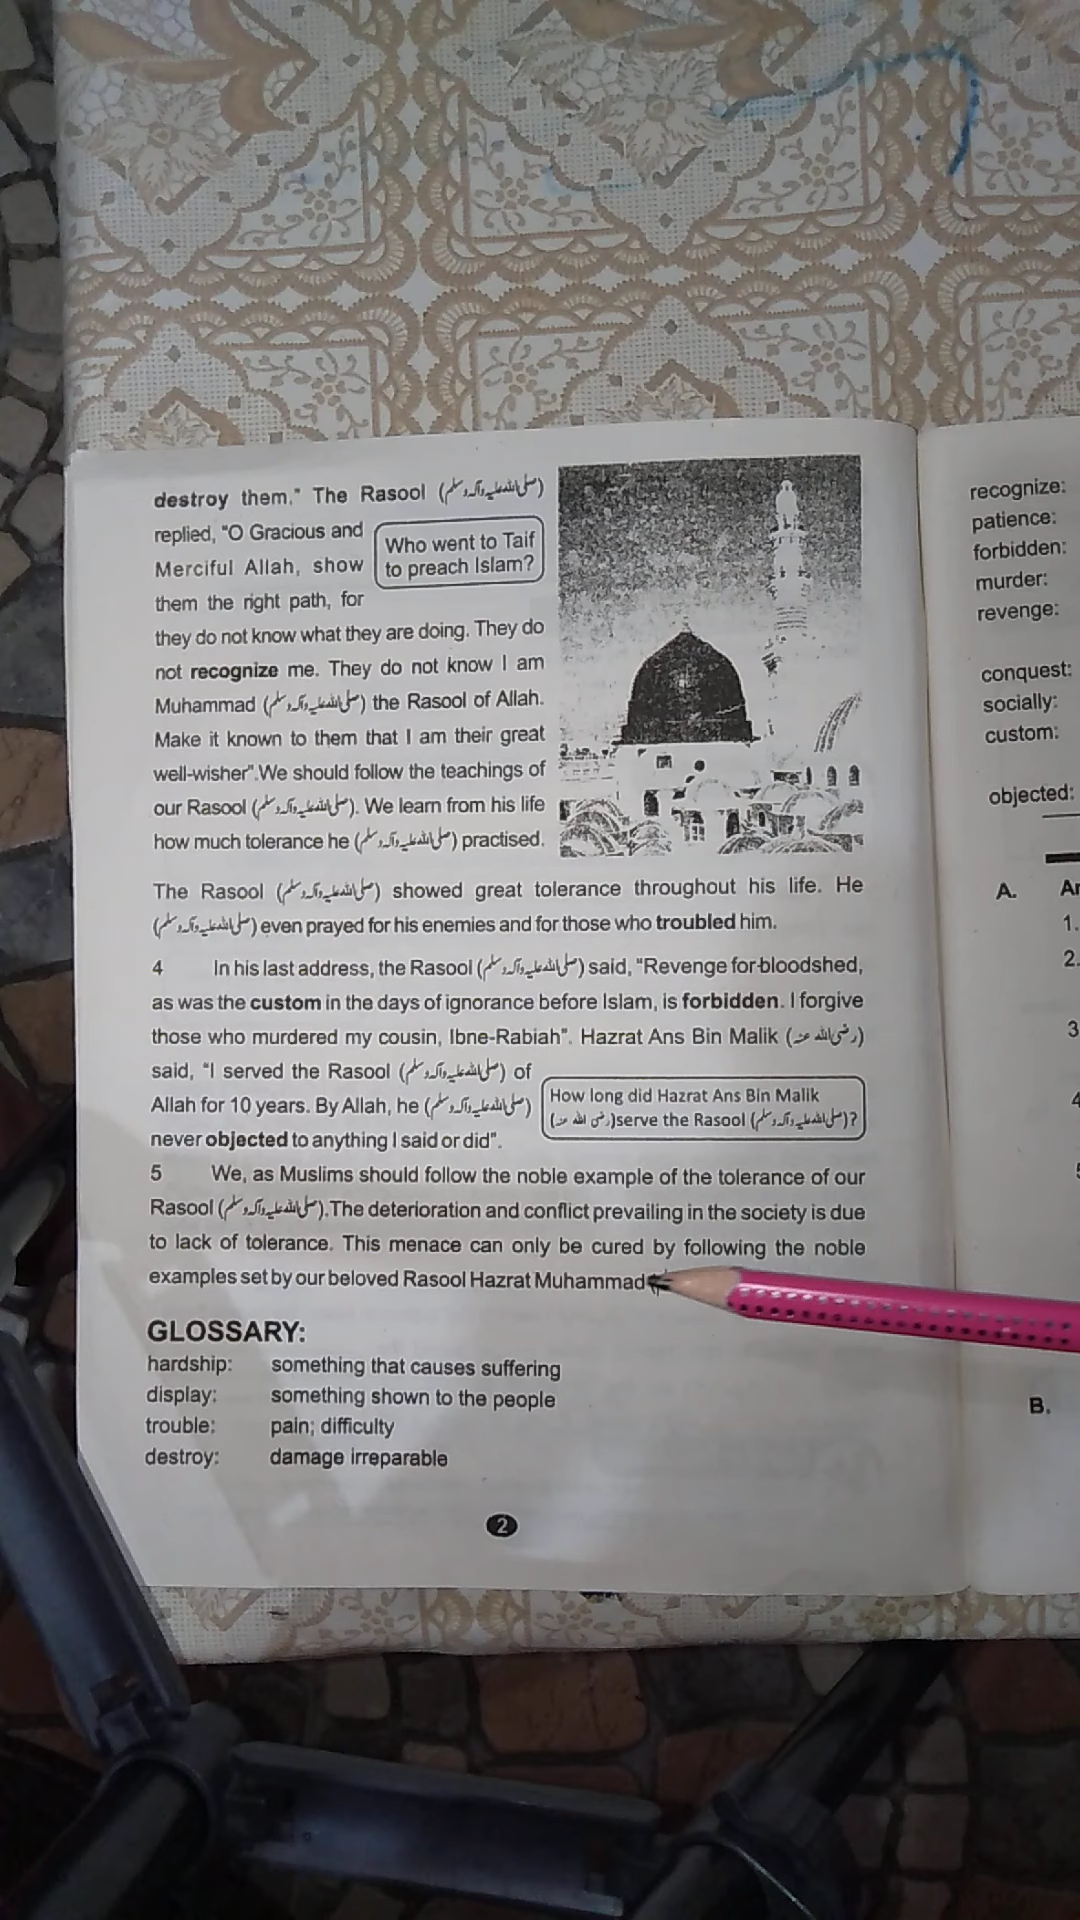 destroy them." The Rasool (صلی اللہ علیہ وآلہ وسلم)
replied, "O Gracious and
Merciful Allah, show
them the right path, for
Who went to Taif
to preach Islam?
they do not know what they are doing. They do
not recognize me. They do not know I am
Muhammad (صلی اللہ علیہ وآلہ وسلم) the Rasool of Allah.
Make it known to them that I am their great
well-wisher".We should follow the teachings of
our Rasool (صلی اللہ علیہ وآلہ وسلم). We learn from his life
how much tolerance he (صلی اللہ علیہ وآلہ وسلم) practised.
The Rasool (صلی اللہ علیہ وآلہ وسلم) showed great tolerance throughout his life. He
(صلی اللہ علیہ وآلہ وسلم) even prayed for his enemies and for those who troubled him.
4 In his last address, the Rasool (صلی اللہ علیہ وآلہ وسلم) said, "Revenge for bloodshed,
as was the custom in the days of ignorance before Islam, is forbidden. I forgive
those who murdered my cousin, Ibne-Rabiah". Hazrat Ans Bin Malik (رضی اللہ عنہ)
said, "I served the Rasool (صلی اللہ علیہ وآلہ وسلم) of
Allah for 10 years. By Allah, he (صلی اللہ علیہ وآلہ وسلم)
never objected to anything I said or did".
How long did Hazrat Ans Bin Malik
(رضی اللہ عنہ)serve the Rasool (صلی اللہ علیہ وآلہ وسلم)?
5 We, as Muslims should follow the noble example of the tolerance of our
Rasool (صلی اللہ علیہ وآلہ وسلم).The deterioration and conflict prevailing in the society is due
to lack of tolerance. This menace can only be cured by following the noble
examples set by our beloved Rasool Hazrat Muhammad
GLOSSARY:
hardship: something that causes suffering
display: something shown to the people
trouble: pain; difficulty
destroy: damage irreparable
2
recognize:
patience:
forbidden:
murder:
revenge:
conquest:
socially:
custom:
objected:
A.
1.
2.
3
4
B.